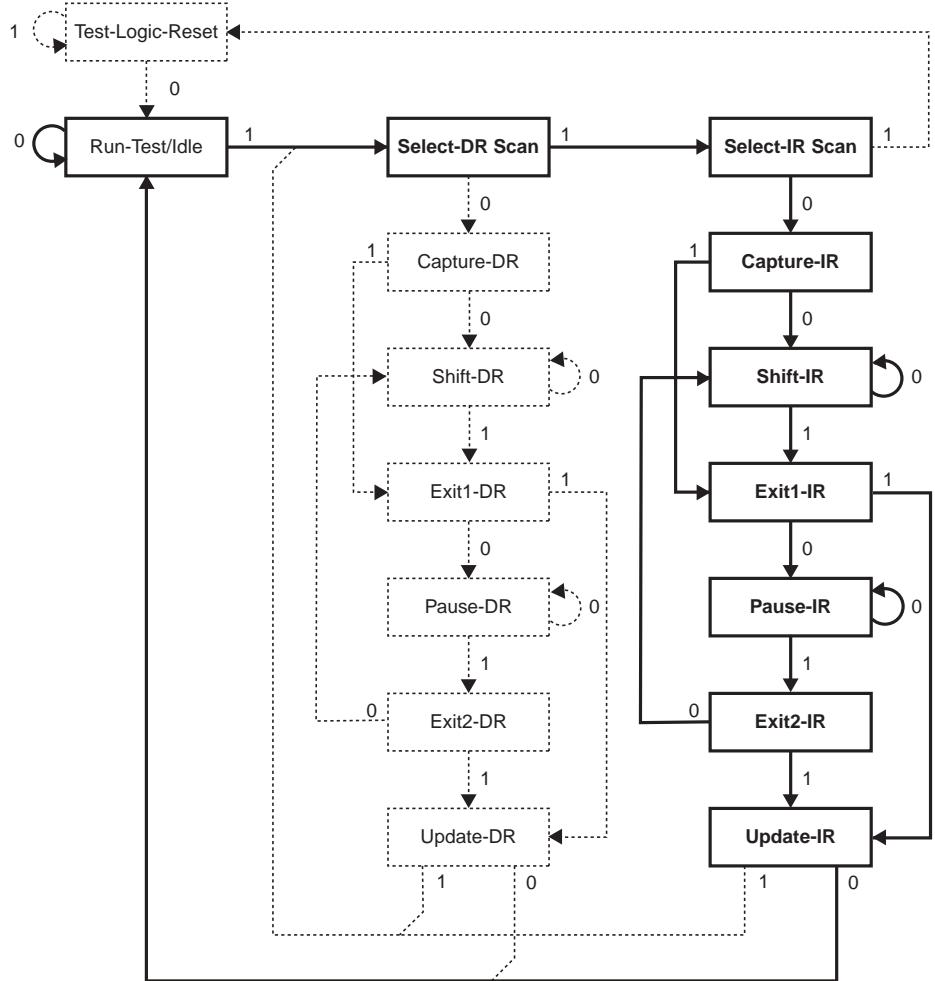 1 Test-Logic-Reset
0
0 Run-Test/Idle 1 Select-DR Scan 1 Select-IR Scan 1
0 0
1 Capture-DR 1 Capture-IR
0 0
Shift-DR 0 Shift-IR 0
1 1
Exit1-DR 1 Exit1-IR 1
0 0
Pause-DR 0 Pause-IR 0
1 1
0 Exit2-DR 0 Exit2-IR
1 1
Update-DR Update-IR
1 0 1 0